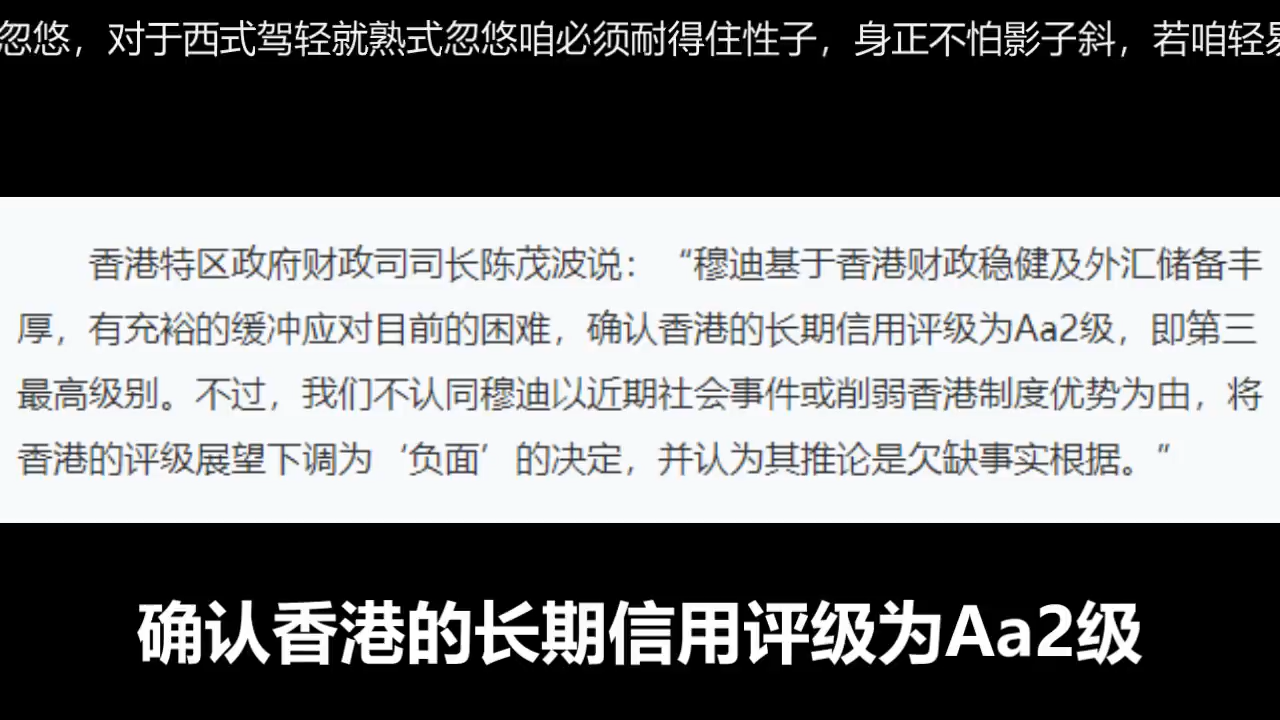 忽悠，对于西式驾轻就熟式忽悠咱必须耐得住性子，身正不怕影子斜，若咱轻易
香港特区政府财政司司长陈茂波说：“穆迪基于香港财政稳健及外汇储备丰
厚，有充裕的缓冲应对目前的困难，确认香港的长期信用评级为Aa2级，即第三
最高级别。不过，我们不认同穆迪以近期社会事件或削弱香港制度优势为由，将
香港的评级展望下调为‘负面’的决定，并认为其推论是欠缺事实根据。”
确认香港的长期信用评级为Aa2级